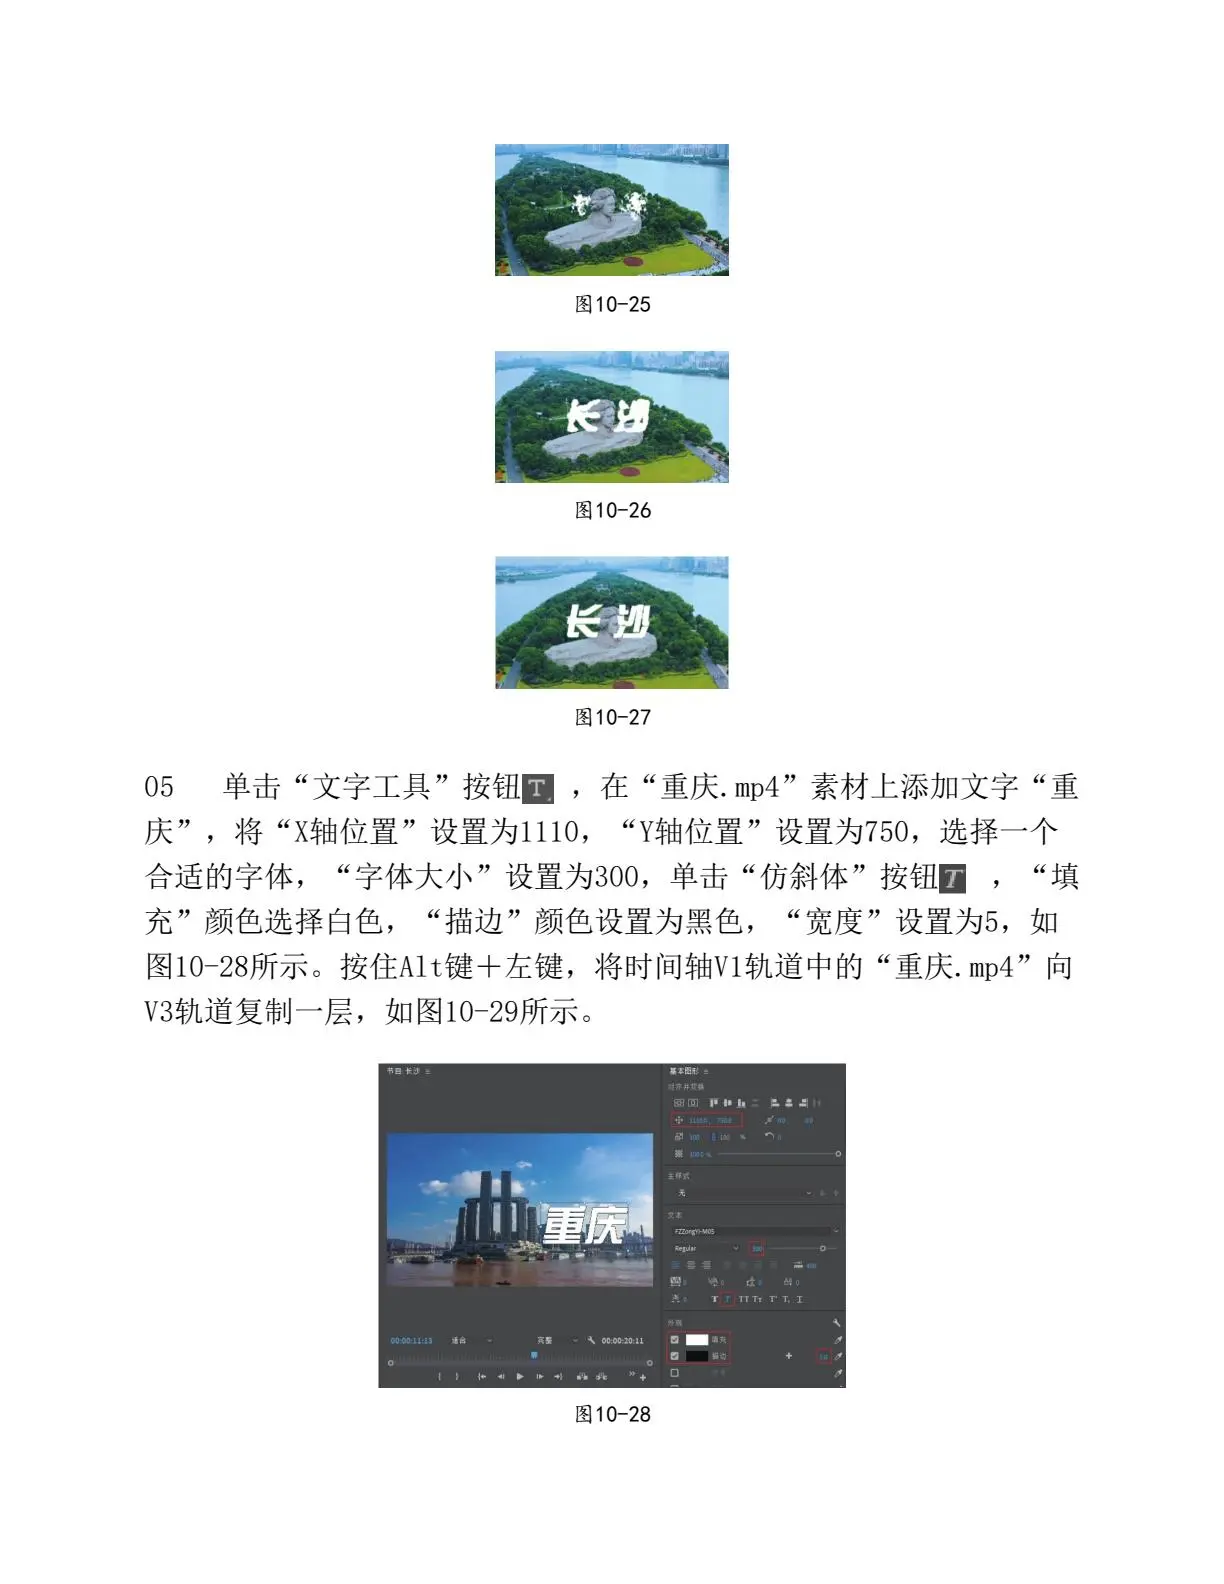 图10-25
长沙
图10-26
长沙
图10-27
05 单击“文字工具”按钮T，在“重庆.mp4”素材上添加文字“重
庆”，将“X轴位置”设置为1110，“Y轴位置”设置为750，选择一个
合适的字体，“字体大小”设置为300，单击“仿斜体”按钮T，“填
充”颜色选择白色，“描边”颜色设置为黑色，“宽度”设置为5，如
图10-28所示。按住Alt键＋左键，将时间轴V1轨道中的“重庆.mp4”向
V3轨道复制一层，如图10-29所示。
节目:长沙
重庆
00:00:11:13 适合 完整 00:00:20:11
基本图形
对齐并变换
100 100 %
主样式
无
文本
FZZongYi-M05
Regular 300
400
外观
填充
描边
图10-28